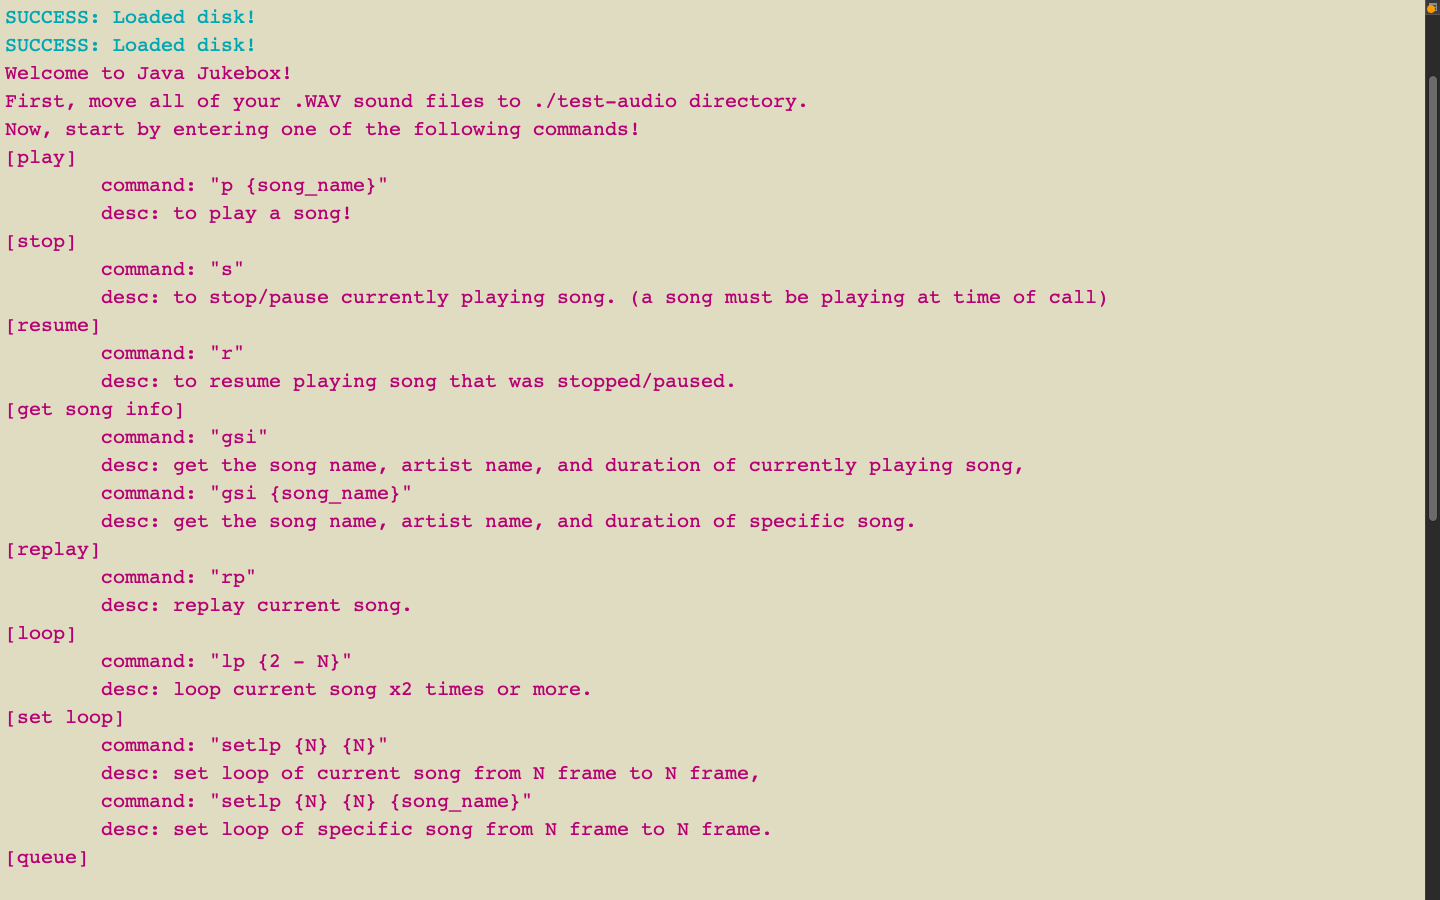 SUCCESS: Loaded disk!
SUCCESS: Loaded disk!
Welcome to Java Jukebox!
First, move all of your .WAV sound files to ./test-audio directory.
Now, start by entering one of the following commands!
[play]
        command: "p {song_name}"
        desc: to play a song!
[stop]
        command: "s"
        desc: to stop/pause currently playing song. (a song must be playing at time of call)
[resume]
        command: "r"
        desc: to resume playing song that was stopped/paused.
[get song info]
        command: "gsi"
        desc: get the song name, artist name, and duration of currently playing song,
        command: "gsi {song_name}"
        desc: get the song name, artist name, and duration of specific song.
[replay]
        command: "rp"
        desc: replay current song.
[loop]
        command: "lp {2 - N}"
        desc: loop current song x2 times or more.
[set loop]
        command: "setlp {N} {N}"
        desc: set loop of current song from N frame to N frame,
        command: "setlp {N} {N} {song_name}"
        desc: set loop of specific song from N frame to N frame.
[queue]